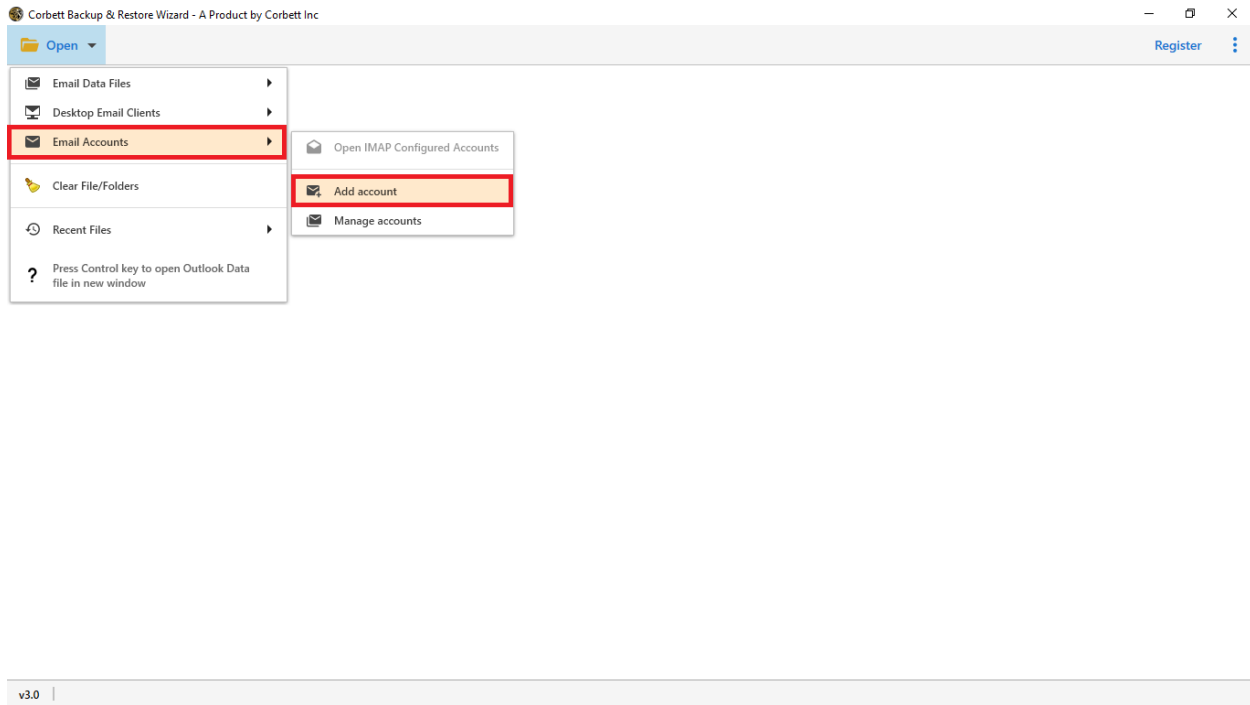 Corbett Backup & Restore Wizard - A Product by Corbett Inc
Open
Register
Email Data Files
Desktop Email Clients
Email Accounts
Clear File/Folders
Recent Files
? Press Control key to open Outlook Data
file in new window
Open IMAP Configured Accounts
Add account
Manage accounts
v3.0